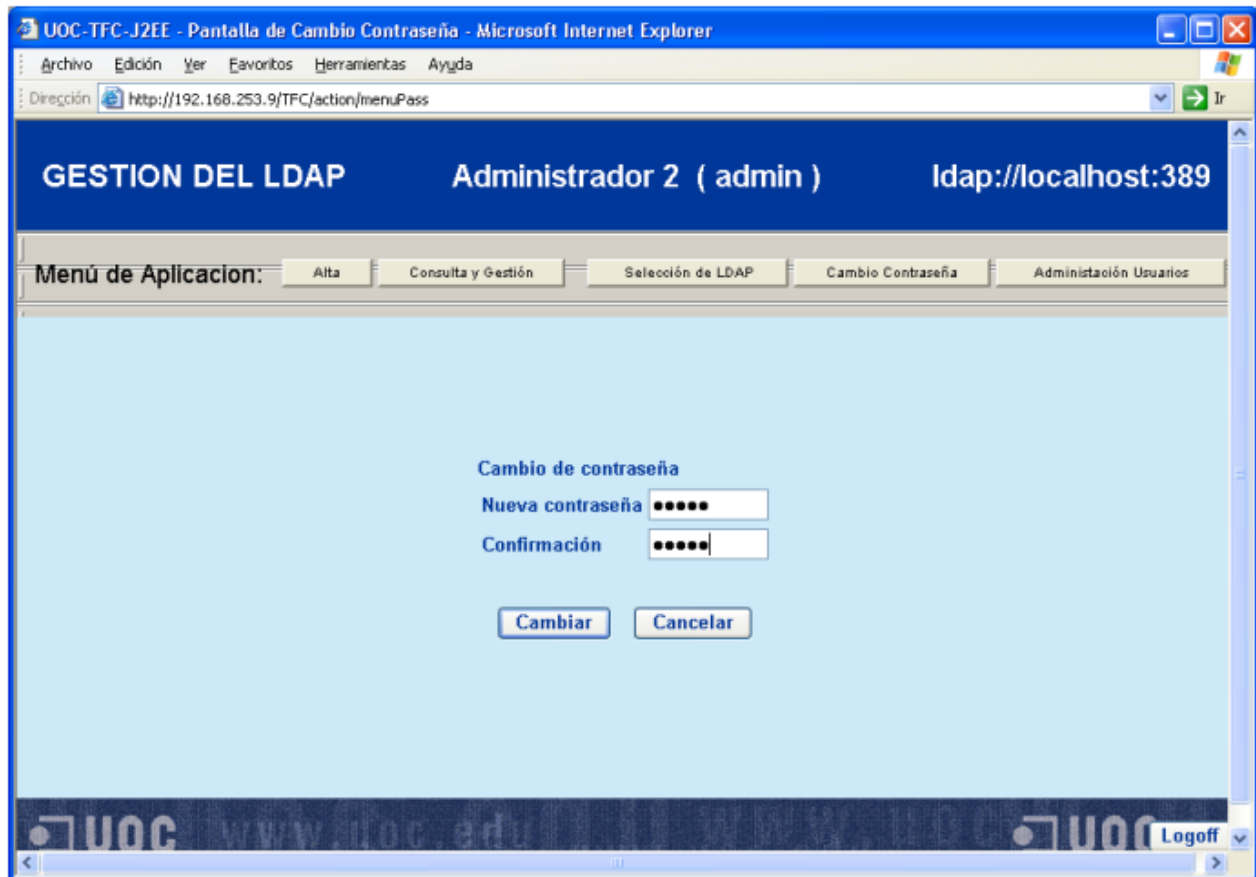 UOC-TFC-J2EE - Pantalla de Cambio Contraseña - Microsoft Internet Explorer
Archivo Edición Ver Favoritos Herramientas Ayuda
Dirección http://192.168.253.9/TFC/action/menuPass Ir
GESTION DEL LDAP Administrador 2 ( admin ) ldap://localhost:389
Menú de Aplicacion: Alta Consulta y Gestión Selección de LDAP Cambio Contraseña Administación Usuarios
Cambio de contraseña
Nueva contraseña •••••
Confirmación •••••
Cambiar Cancelar
UOC www.uoc.edu UOC Logoff